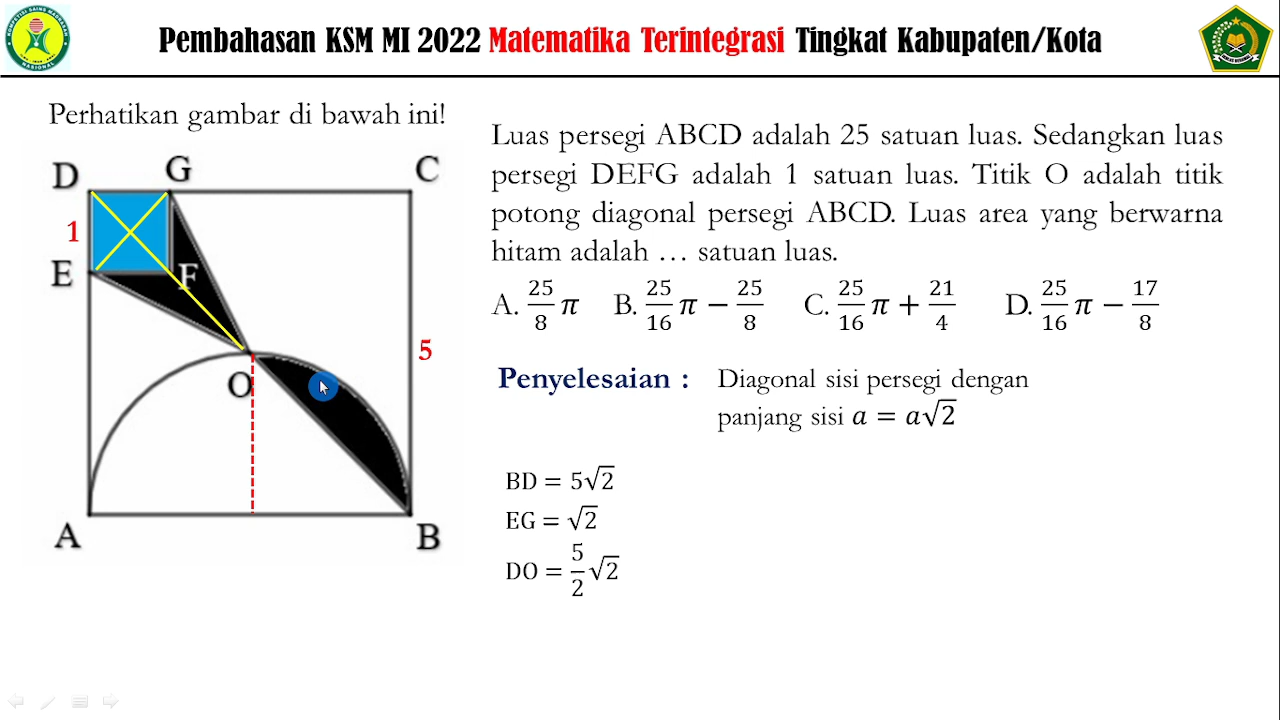 Pembahasan KSM MI 2022 Matematika Terintegrasi Tingkat Kabupaten/Kota
Perhatikan gambar di bawah ini!
D G C
1
E F
5
O
A B
Luas persegi ABCD adalah 25 satuan luas. Sedangkan luas
persegi DEFG adalah 1 satuan luas. Titik O adalah titik
potong diagonal persegi ABCD. Luas area yang berwarna
hitam adalah … satuan luas.
A. 25/8 π B. 25/16 π − 25/8 C. 25/16 π + 21/4 D. 25/16 π − 17/8
Penyelesaian : Diagonal sisi persegi dengan
panjang sisi a = a√2
BD = 5√2
EG = √2
DO = 5/2 √2